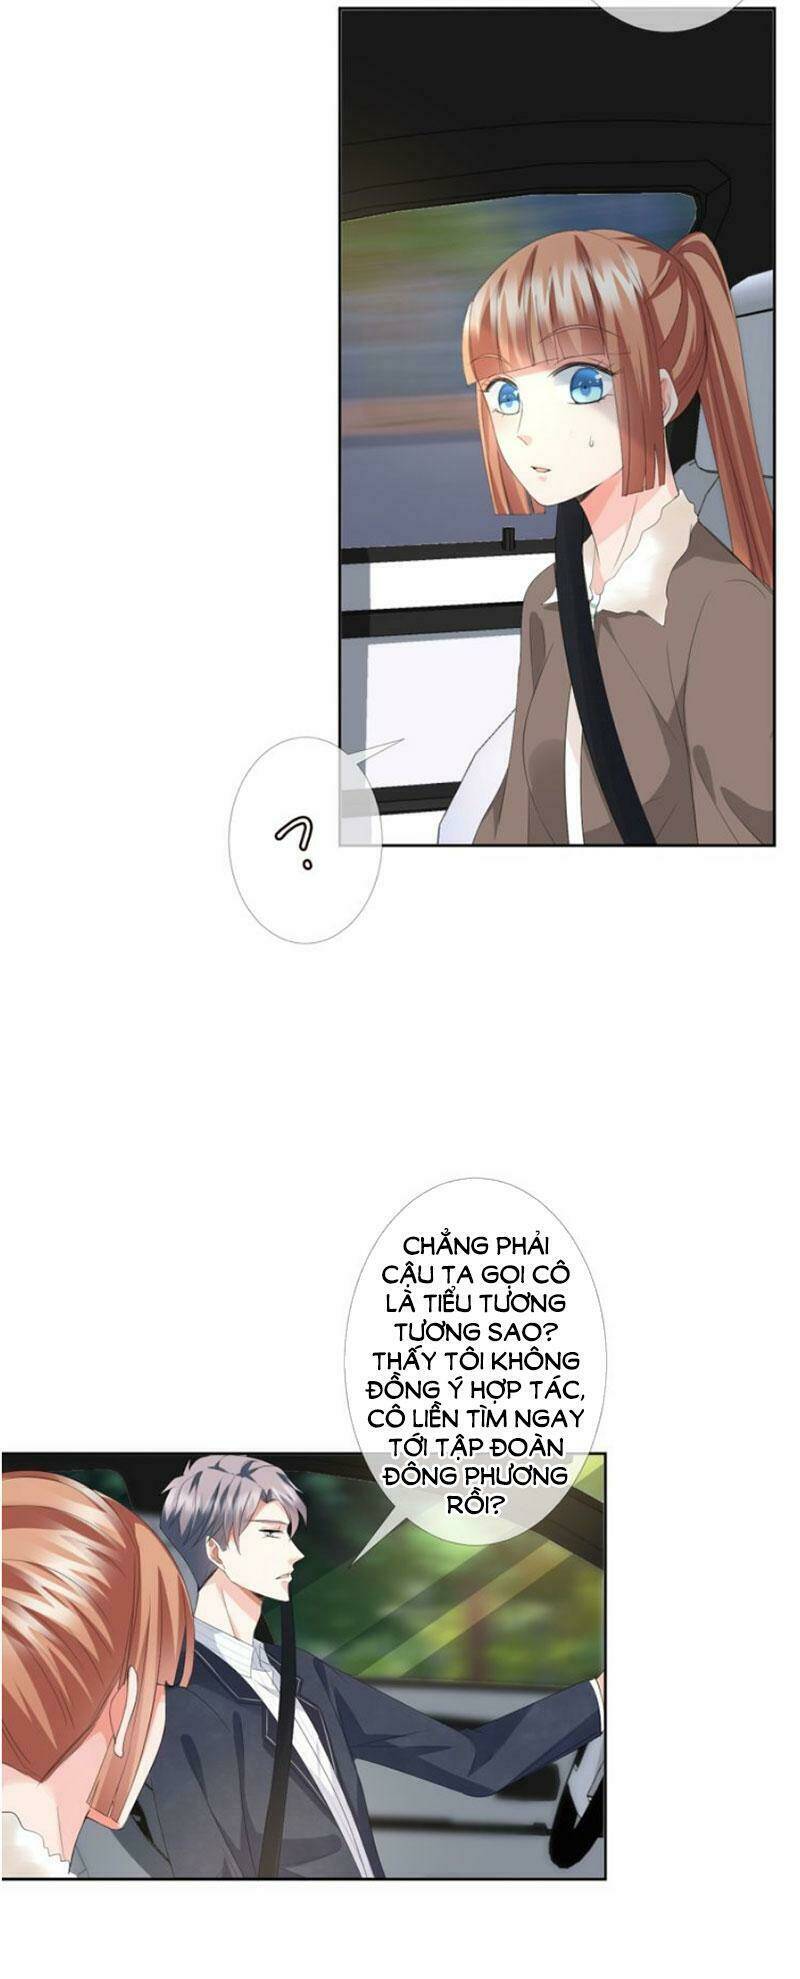 ?
CHẲNG PHẢI
CẬU TA GỌI CÔ
LÀ TIỂU TƯƠNG
TƯƠNG SAO?
THẤY TÔI KHÔNG
ĐỒNG Ý HỢP TÁC,
CÔ LIỀN TÌM NGAY
TỚI TẬP ĐOÀN
ĐÔNG PHƯƠNG
RỒI?